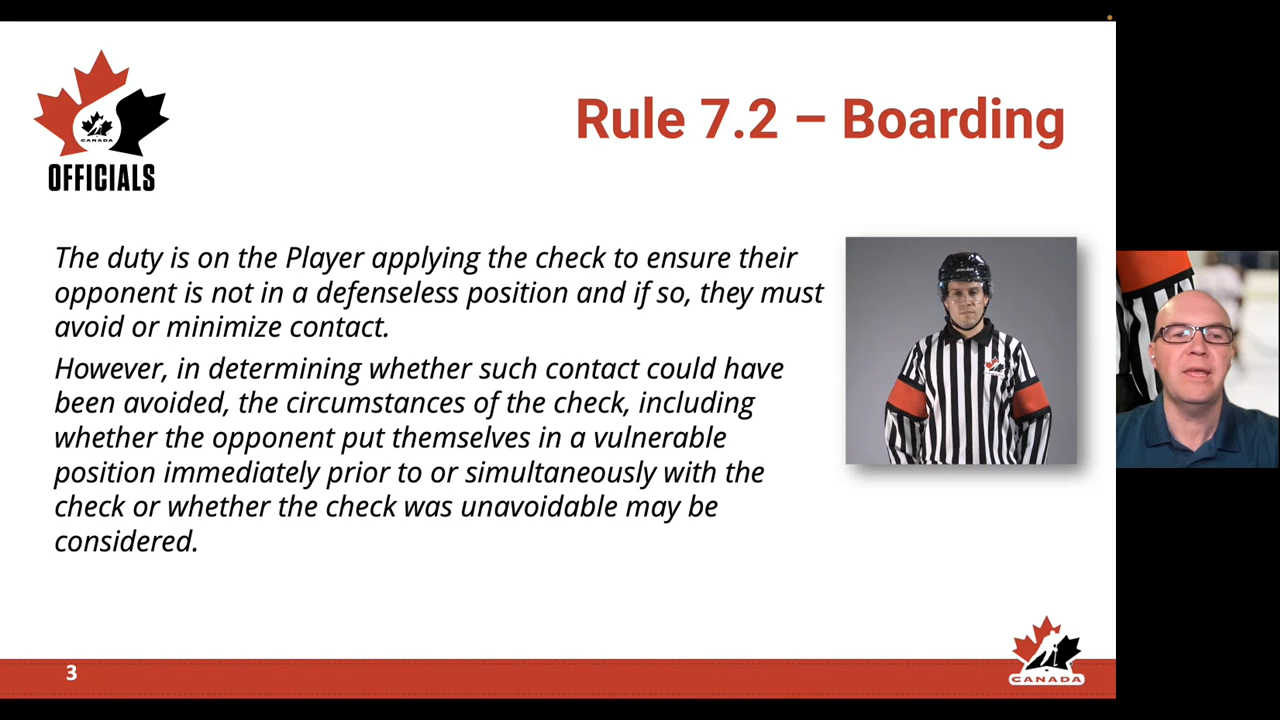 Rule 7.2 – Boarding
CANADA
OFFICIALS
The duty is on the Player applying the check to ensure their
opponent is not in a defenseless position and if so, they must
avoid or minimize contact.
However, in determining whether such contact could have
been avoided, the circumstances of the check, including
whether the opponent put themselves in a vulnerable
position immediately prior to or simultaneously with the
check or whether the check was unavoidable may be
considered.
3
CANADA